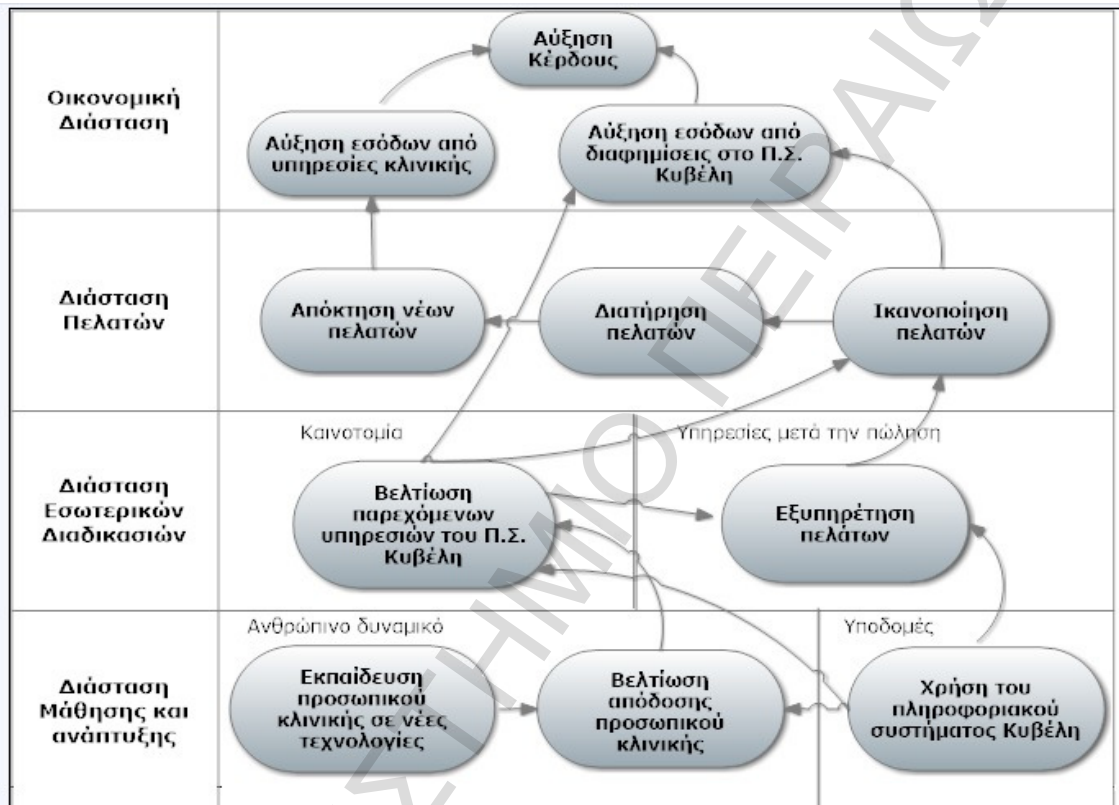 Αύξηση
Κέρδους
Οικονομική
Διάσταση
Αύξηση εσόδων από
υπηρεσίες κλινικής
Αύξηση εσόδων από
διαφημίσεις στο Π.Σ.
Κυβέλη
Διάσταση
Πελατών
Απόκτηση νέων
πελατών
Διατήρηση
πελατών
Ικανοποίηση
πελατών
Διάσταση
Εσωτερικών
Διαδικασιών
Καινοτομία
Υπηρεσίες μετά την πώληση
Βελτίωση
παρεχόμενων
υπηρεσιών του Π.Σ.
Κυβέλη
Εξυπηρέτηση
πελάτων
Διάσταση
Μάθησης και
ανάπτυξης
Ανθρώπινο δυναμικό
Υποδομές
Εκπαίδευση
προσωπικού
κλινικής σε νέες
τεχνολογίες
Βελτίωση
απόδοσης
προσωπικού
κλινικής
Χρήση του
πληροφοριακού
συστήματος Κυβέλη